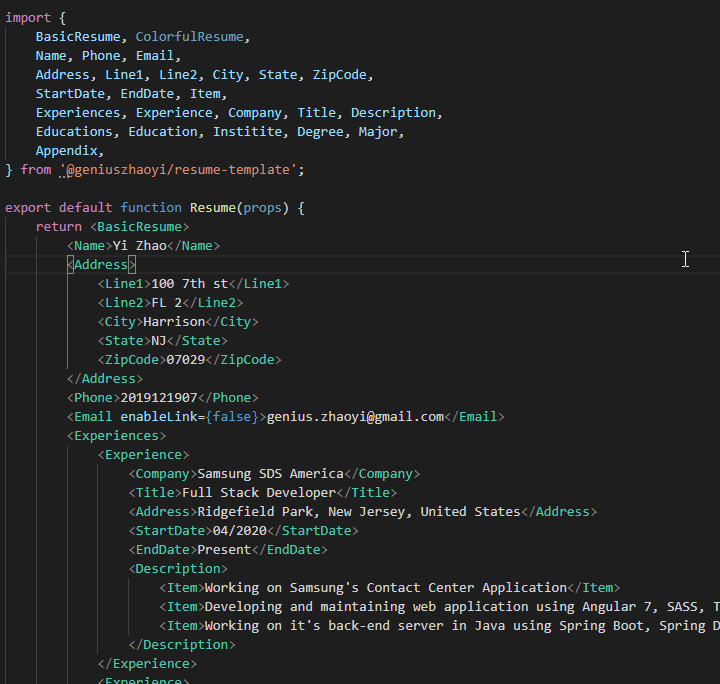 import {
    BasicResume, ColorfulResume,
    Name, Phone, Email,
    Address, Line1, Line2, City, State, ZipCode,
    StartDate, EndDate, Item,
    Experiences, Experience, Company, Title, Description,
    Educations, Education, Institite, Degree, Major,
    Appendix,
} from '@geniuszhaoyi/resume-template';

export default function Resume(props) {
    return <BasicResume>
        <Name>Yi Zhao</Name>
        <Address>
            <Line1>100 7th st</Line1>
            <Line2>FL 2</Line2>
            <City>Harrison</City>
            <State>NJ</State>
            <ZipCode>07029</ZipCode>
        </Address>
        <Phone>2019121907</Phone>
        <Email enableLink={false}>genius.zhaoyi@gmail.com</Email>
        <Experiences>
            <Experience>
                <Company>Samsung SDS America</Company>
                <Title>Full Stack Developer</Title>
                <Address>Ridgefield Park, New Jersey, United States</Address>
                <StartDate>04/2020</StartDate>
                <EndDate>Present</EndDate>
                <Description>
                    <Item>Working on Samsung's Contact Center Application</Item>
                    <Item>Developing and maintaining web application using Angular 7, SASS, T
                    <Item>Working on it's back-end server in Java using Spring Boot, Spring D
                </Description>
            </Experience>
            <Experience>